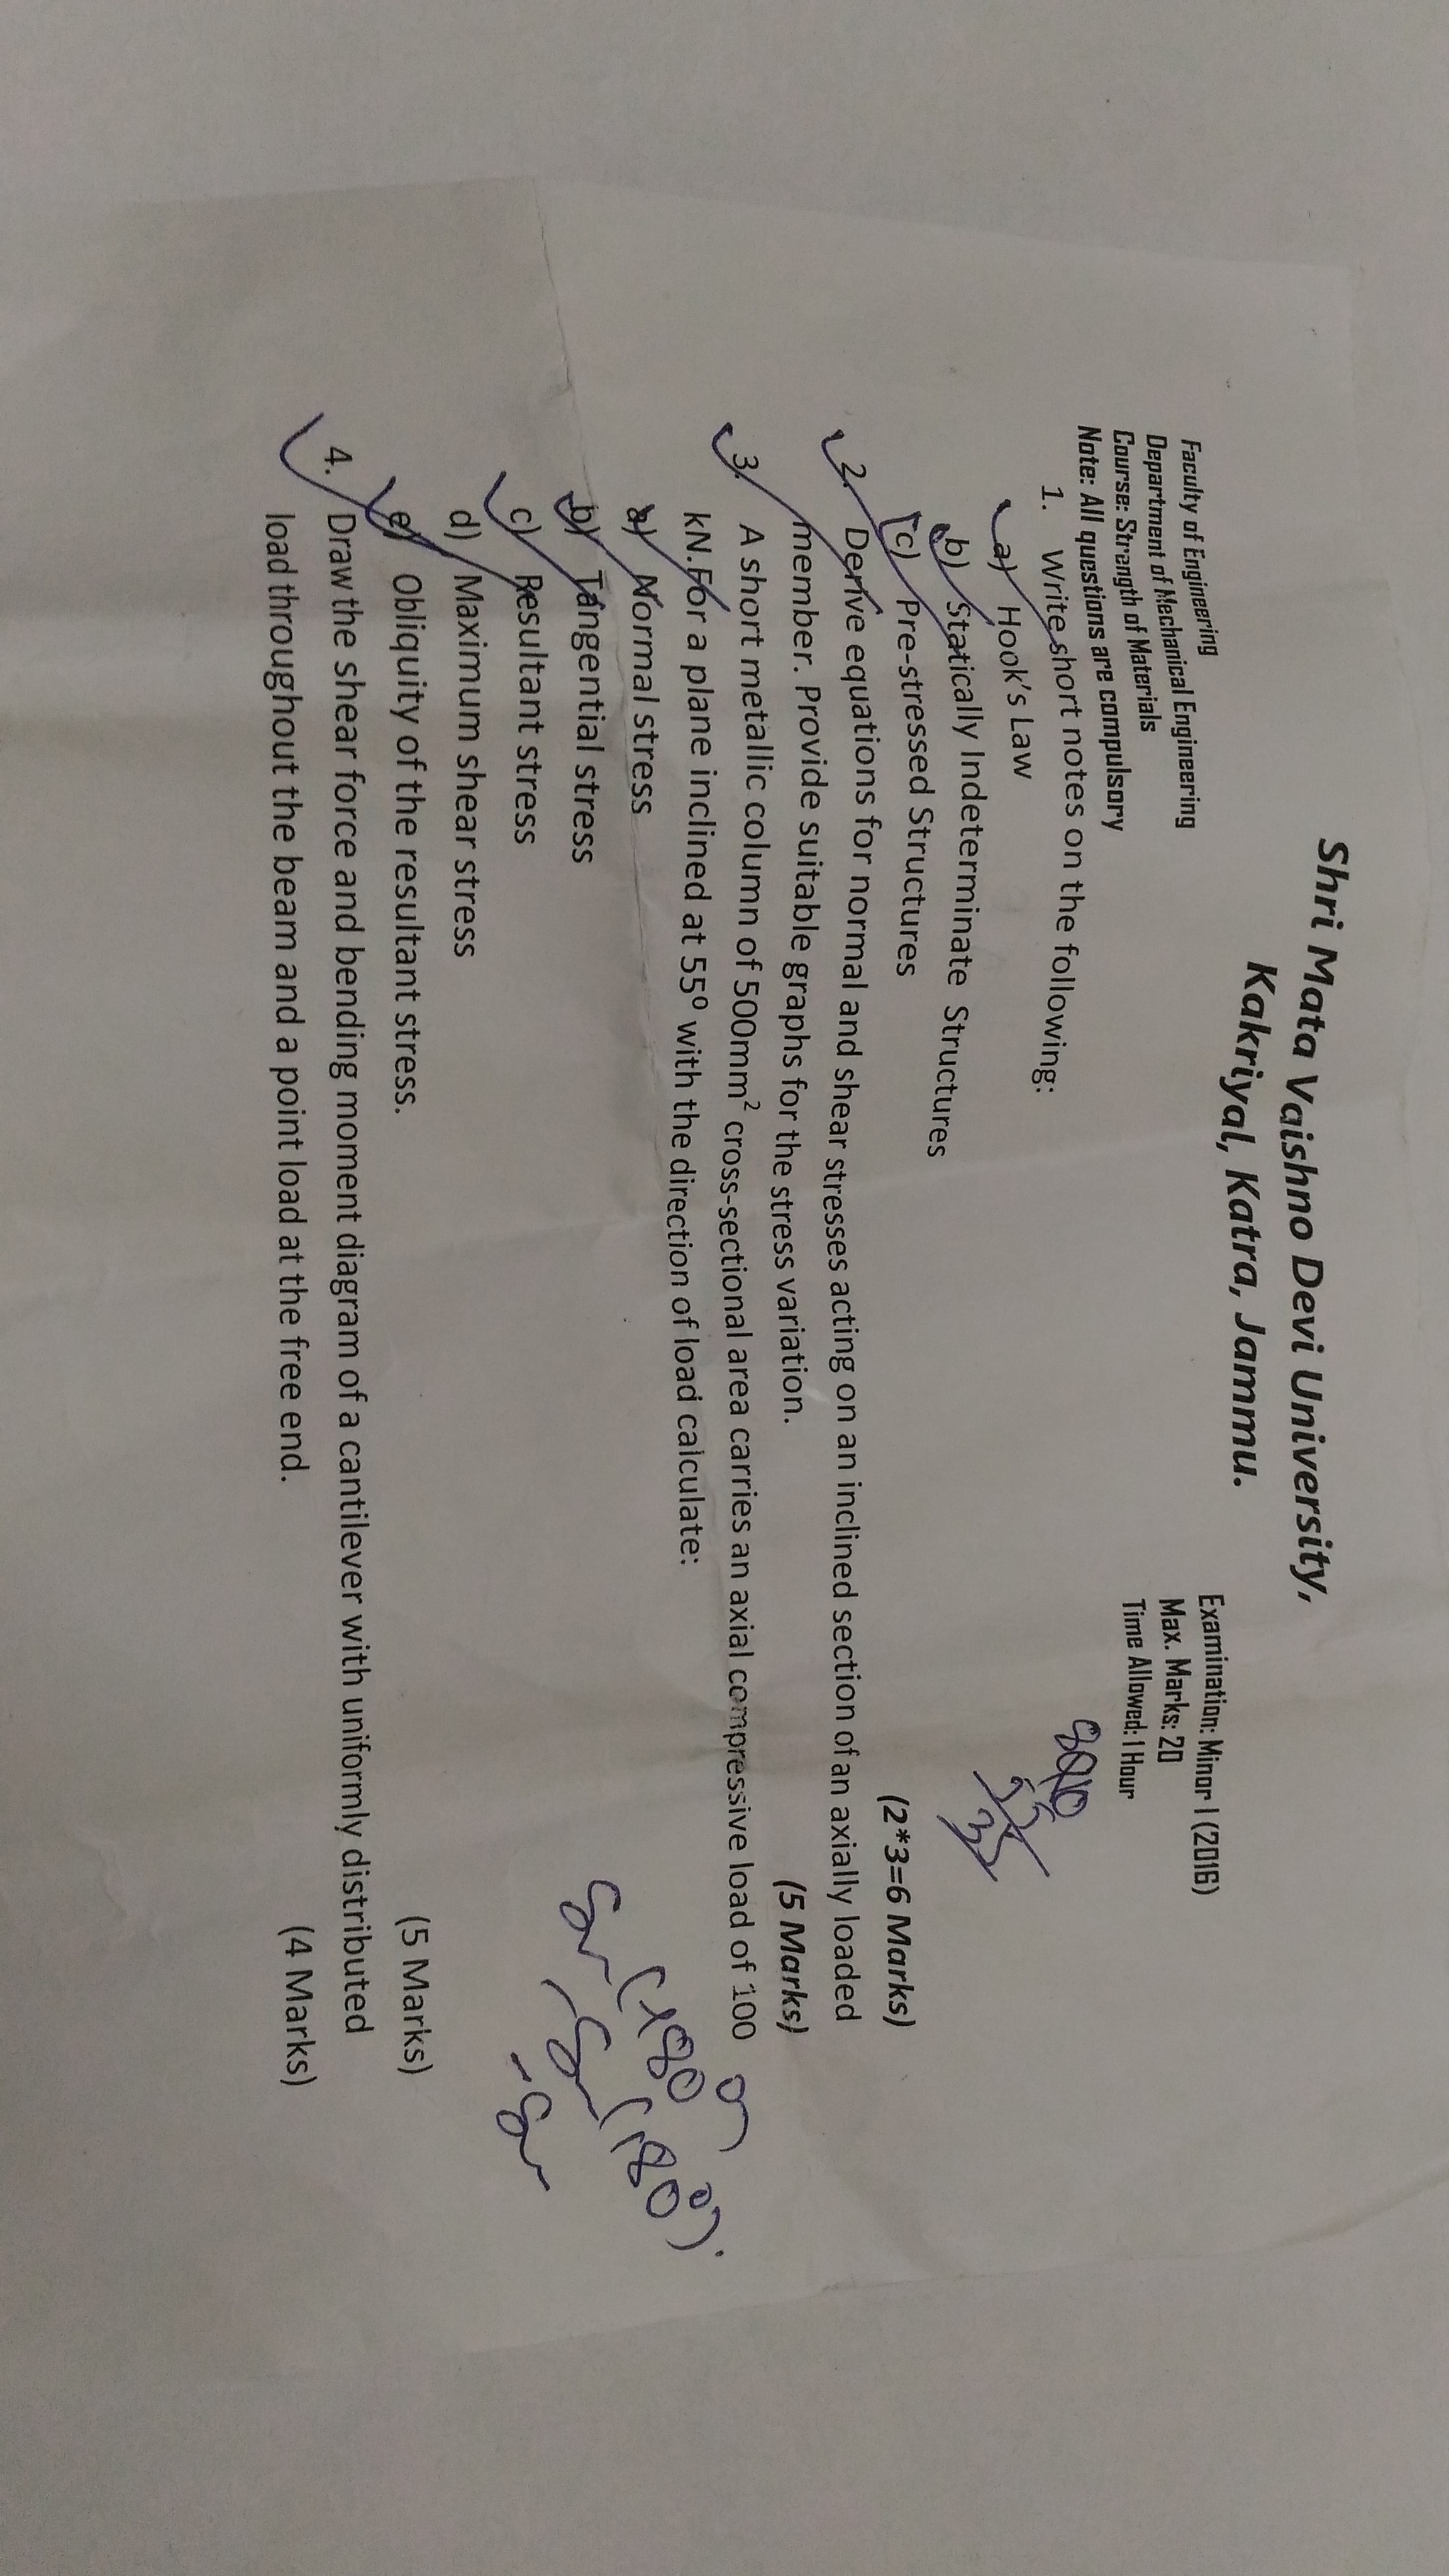 Shri Mata Vaishno Devi University,
Kakriyal, Katra, Jammu.
Faculty of Engineering
Department of Mechanical Engineering
Course: Strength of Materials
Note: All questions are compulsory
Examination: Minor I (2016)
Max. Marks: 20
Time Allowed: 1 Hour
1. Write short notes on the following:
a) Hook's Law
b) Statically Indeterminate Structures
c) Pre-stressed Structures
(2*3=6 Marks)
2. Derive equations for normal and shear stresses acting on an inclined section of an axially loaded
member. Provide suitable graphs for the stress variation.
(5 Marks)
3. A short metallic column of 500mm² cross-sectional area carries an axial compressive load of 100
kN.For a plane inclined at 55⁰ with the direction of load calculate:
a) Normal stress
b) Tangential stress
c) Resultant stress
d) Maximum shear stress
e) Obliquity of the resultant stress.
(5 Marks)
4. Draw the shear force and bending moment diagram of a cantilever with uniformly distributed
load throughout the beam and a point load at the free end.
(4 Marks)
55
35
(180
(180